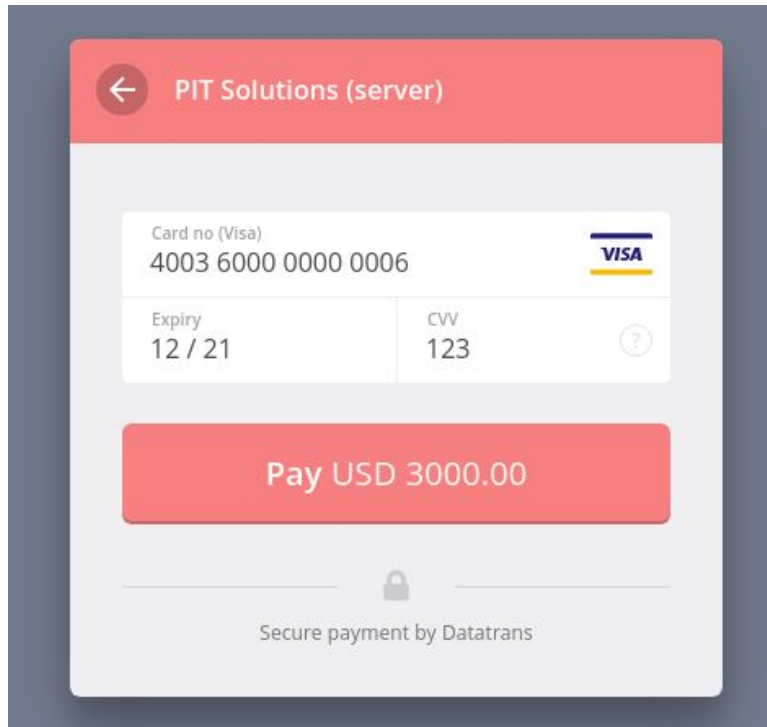 PIT Solutions (server)
Card no (Visa)
4003 6000 0000 0006
VISA
Expiry
12 / 21
CVV
123
?
Pay USD 3000.00
Secure payment by Datatrans